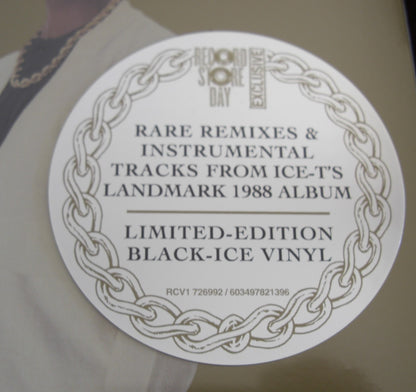 RECORD
STORE
DAY
EXCLUSIVE
RARE REMIXES &
INSTRUMENTAL
TRACKS FROM ICE-T'S
LANDMARK 1988 ALBUM
LIMITED-EDITION
BLACK-ICE VINYL
RCV1 726992 / 603497821396